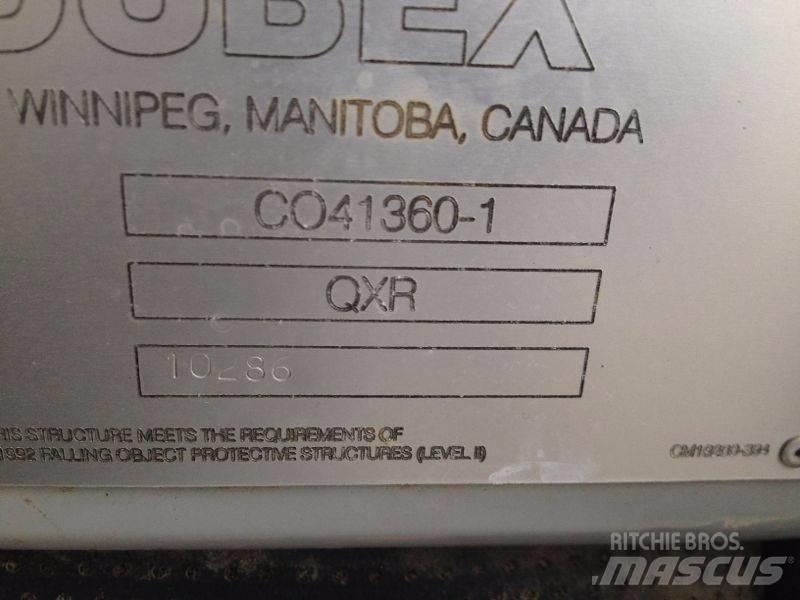 WINNIPEG, MANITOBA, CANADA
CO41360-1
QXR
10286
STRUCTURE MEETS THE REQUIREMENTS OF
1992 FALLING OBJECT PROTECTIVE STRUCTURES (LEVEL II)
RITCHIE BROS.
MASCUS